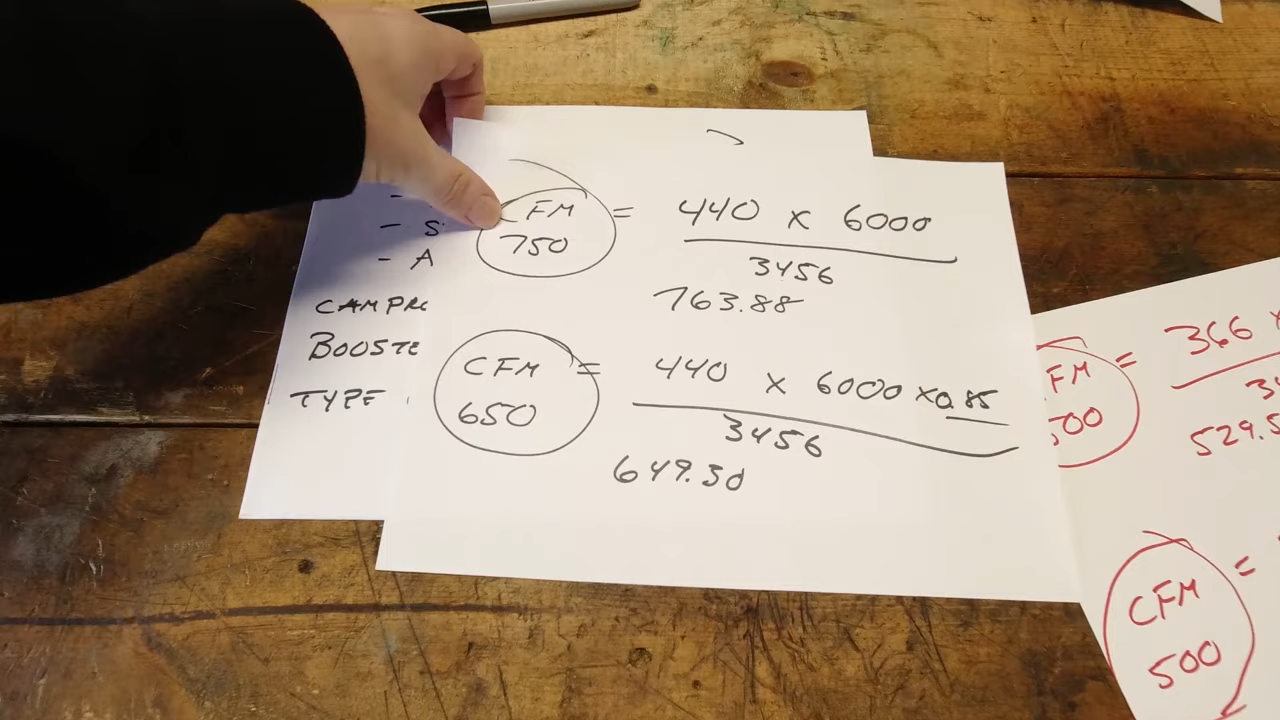 CFM = 440 x 6000
750 3456
763.88
CFM = 440 x 6000 x 0.85
650 3456
649.30
- S
- A
CAMPR
BOOSTE
TYPE
= 366 x
FM
500
529.5
CFM =
500